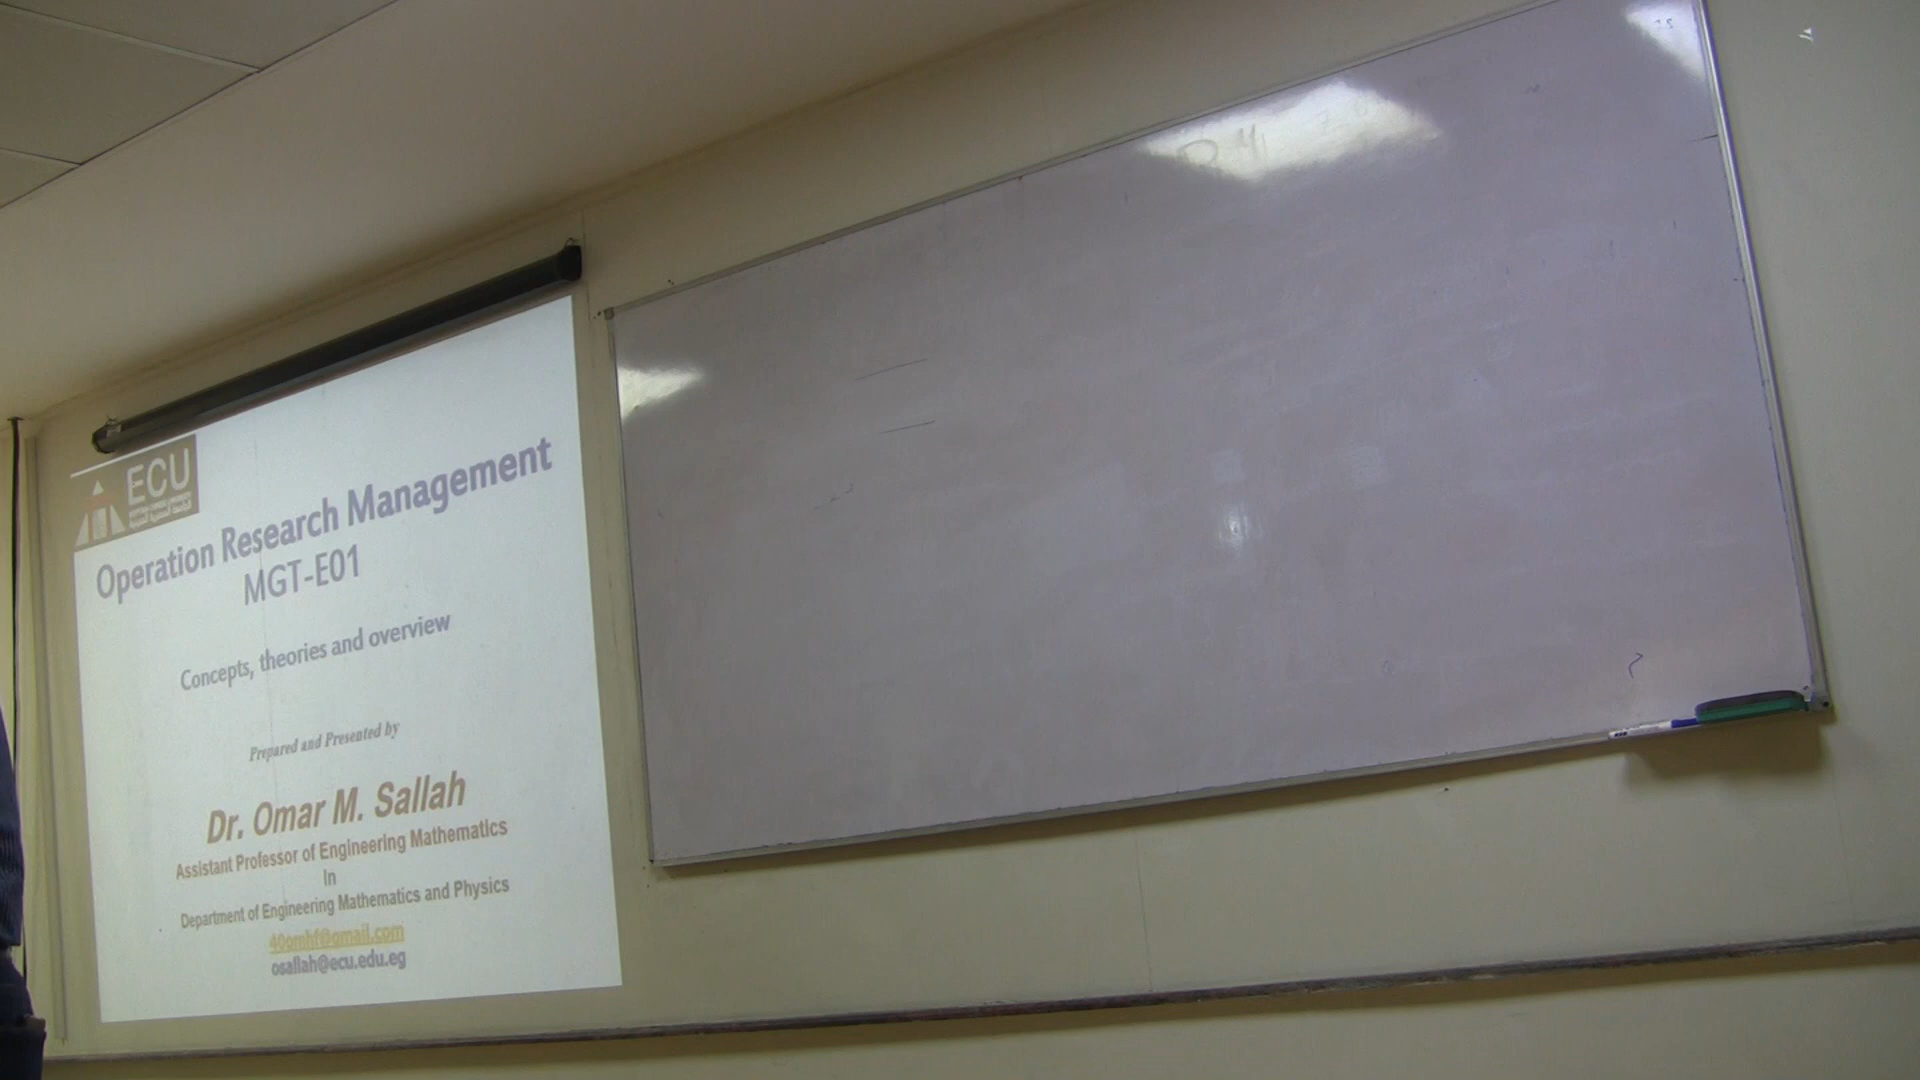 ECU
Operation Research Management
MGT-E01
Concepts, theories and overview
Prepared and Presented by
Dr. Omar M. Sallah
Assistant Professor of Engineering Mathematics
In
Department of Engineering Mathematics and Physics
40omhf@gmail.com
osallah@ecu.edu.eg